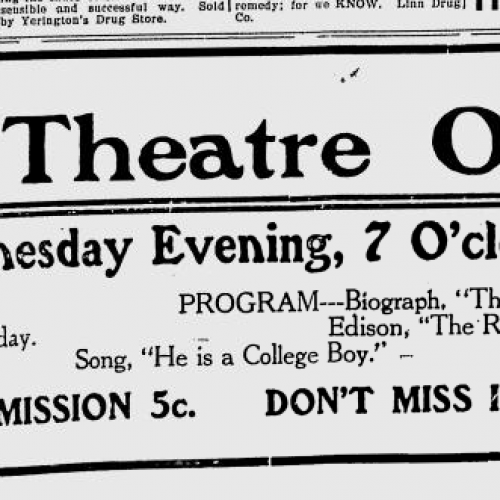 sensible and successful way. Sold
by Yerington's Drug Store.
remedy; for we KNOW. Linn Drug
Co.
Theatre O
nesday Evening, 7 O'cl
PROGRAM---Biograph, "Th
day.
Edison, "The R
Song, "He is a College Boy."
MISSION 5c. DON'T MISS I